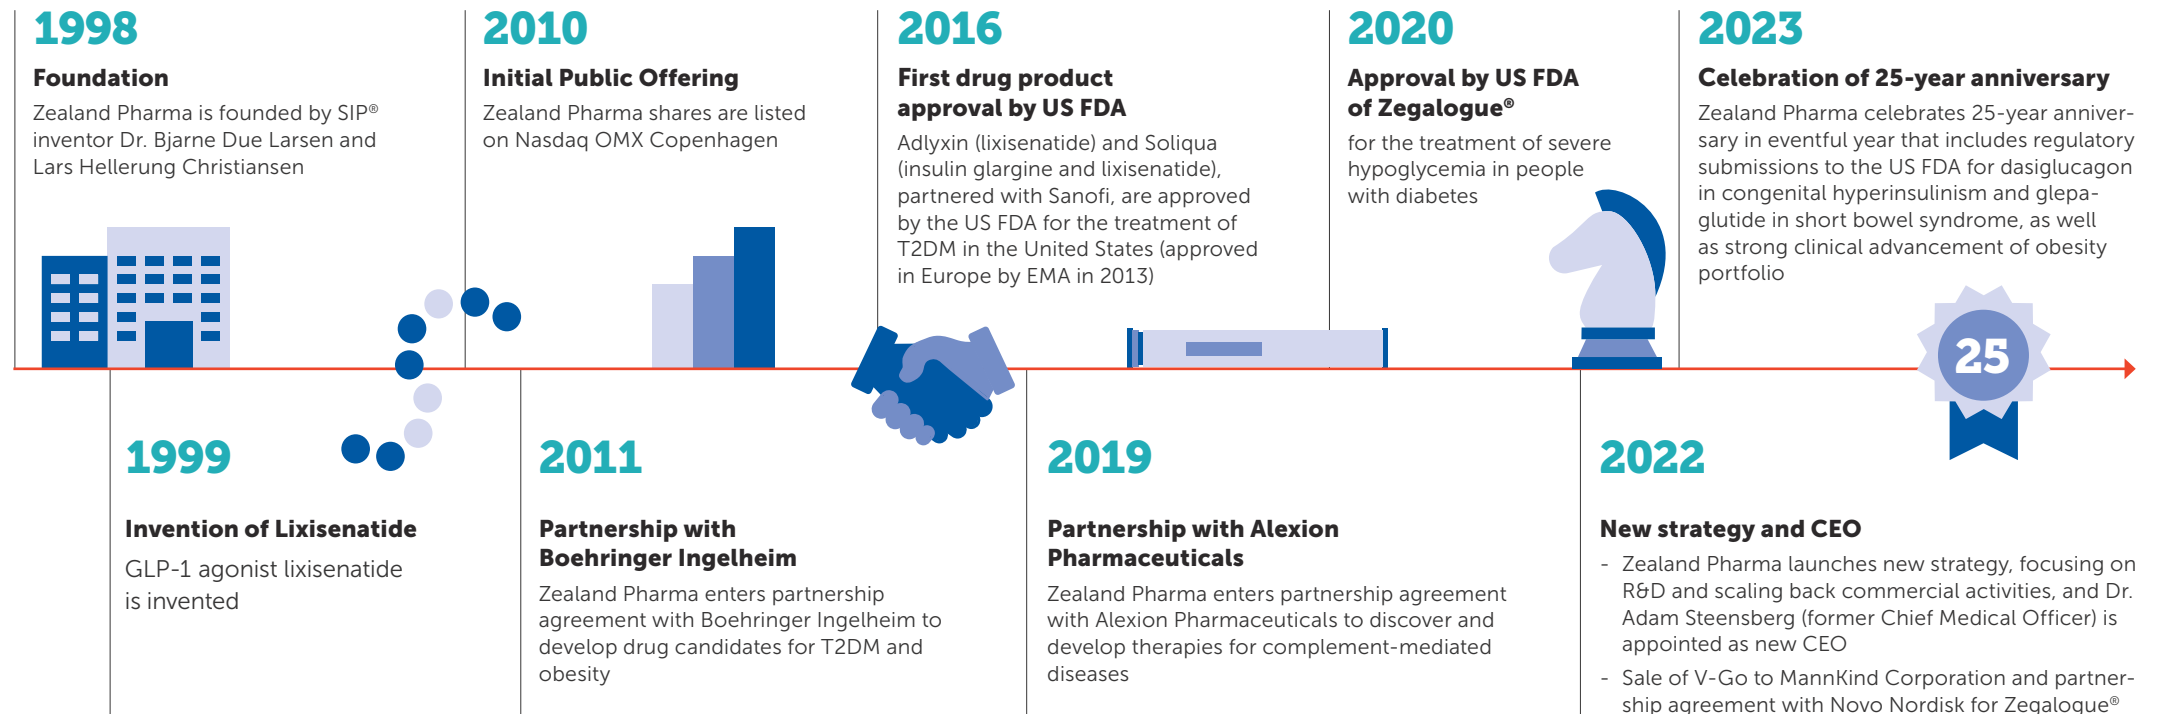 1998
Foundation
Zealand Pharma is founded by SIP®
inventor Dr. Bjarne Due Larsen and
Lars Hellerung Christiansen
2010
Initial Public Offering
Zealand Pharma shares are listed
on Nasdaq OMX Copenhagen
2016
First drug product
approval by US FDA
Adlyxin (lixisenatide) and Soliqua
(insulin glargine and lixisenatide),
partnered with Sanofi, are approved
by the US FDA for the treatment of
T2DM in the United States (approved
in Europe by EMA in 2013)
2020
Approval by US FDA
of Zegalogue®
for the treatment of severe
hypoglycemia in people
with diabetes
2023
Celebration of 25-year anniversary
Zealand Pharma celebrates 25-year anniver-
sary in eventful year that includes regulatory
submissions to the US FDA for dasiglucagon
in congenital hyperinsulinism and glepa-
glutide in short bowel syndrome, as well
as strong clinical advancement of obesity
portfolio
25
1999
Invention of Lixisenatide
GLP-1 agonist lixisenatide
is invented
2011
Partnership with
Boehringer Ingelheim
Zealand Pharma enters partnership
agreement with Boehringer Ingelheim to
develop drug candidates for T2DM and
obesity
2019
Partnership with Alexion
Pharmaceuticals
Zealand Pharma enters partnership agreement
with Alexion Pharmaceuticals to discover and
develop therapies for complement-mediated
diseases
2022
New strategy and CEO
- Zealand Pharma launches new strategy, focusing on
R&D and scaling back commercial activities, and Dr.
Adam Steensberg (former Chief Medical Officer) is
appointed as new CEO
- Sale of V-Go to MannKind Corporation and partner-
ship agreement with Novo Nordisk for Zegalogue®